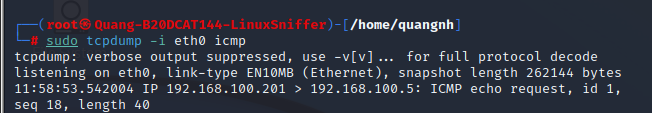 ┌──(root㉿Quang-B20DCAT144-LinuxSniffer)-[/home/quangnh]
└─# sudo tcpdump -i eth0 icmp
tcpdump: verbose output suppressed, use -v[v]... for full protocol decode
listening on eth0, link-type EN10MB (Ethernet), snapshot length 262144 bytes
11:58:53.542004 IP 192.168.100.201 > 192.168.100.5: ICMP echo request, id 1,
seq 18, length 40